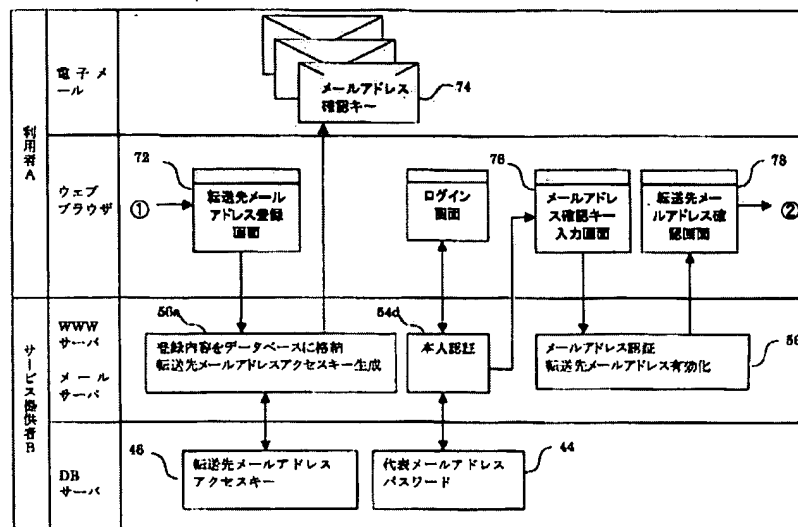 利用者A
電子メール
メールアドレス
確認キー
74
ウェブ
ブラウザ
①
72
転送先メール
アドレス登録
画面
ログイン
画面
76
メールアドレ
ス確認キー
入力画面
78
転送先メー
ルアドレス確
認画面
②
サービス提供者B
WWW
サーバ
メール
サーバ
56a
登録内容をデータベースに格納
転送先メールアドレスアクセスキー生成
54d
本人認証
メールアドレス認証
転送先メールアドレス有効化
DB
サーバ
46
転送先メールアドレス
アクセスキー
代表メールアドレス
パスワード
44